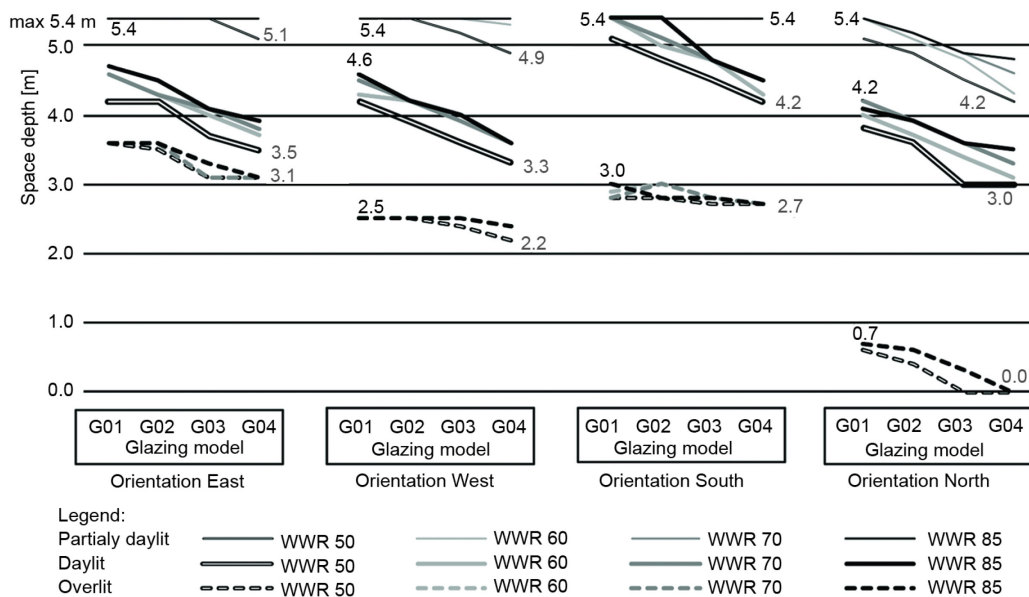 max 5.4 m
5.4
5.1
5.4
4.9
5.4
5.4
5.4
5.0
4.6
4.2
4.2
4.2
4.0
3.5
3.3
3.1
3.0
3.0
3.0
2.7
2.5
2.2
2.0
1.0
0.7
0.0
0.0
Space depth [m]
G01 G02 G03 G04
Glazing model
Orientation East
G01 G02 G03 G04
Glazing model
Orientation West
G01 G02 G03 G04
Glazing model
Orientation South
G01 G02 G03 G04
Glazing model
Orientation North
Legend:
Partialy daylit WWR 50 WWR 60 WWR 70 WWR 85
Daylit WWR 50 WWR 60 WWR 70 WWR 85
Overlit WWR 50 WWR 60 WWR 70 WWR 85